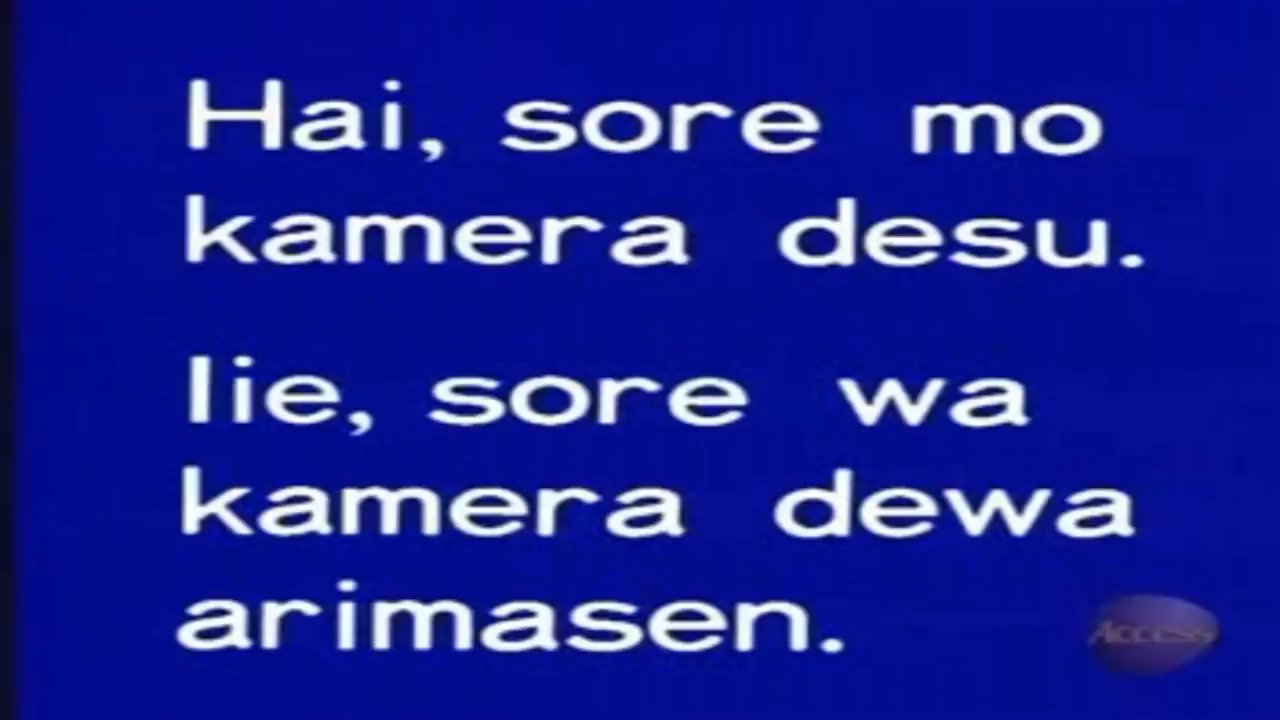 Hai, sore mo
kamera desu.
Iie, sore wa
kamera dewa
arimasen.
Access